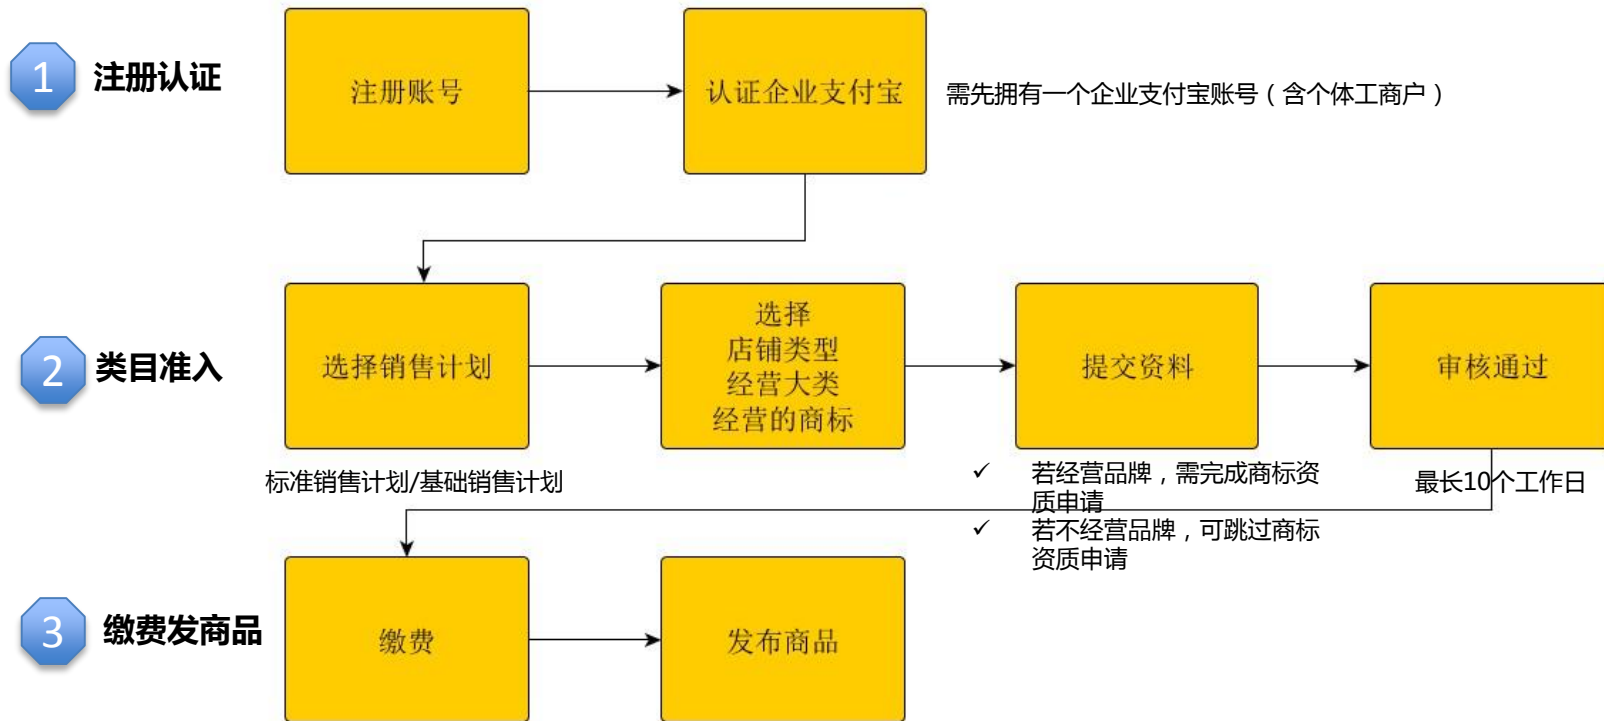 1
注册认证
注册账号
认证企业支付宝
需先拥有一个企业支付宝账号（含个体工商户）
2
类目准入
选择销售计划
选择
店铺类型
经营大类
经营的商标
提交资料
审核通过
标准销售计划/基础销售计划
✓ 若经营品牌，需完成商标资
质申请
✓ 若不经营品牌，可跳过商标
资质申请
最长10个工作日
3
缴费发商品
缴费
发布商品